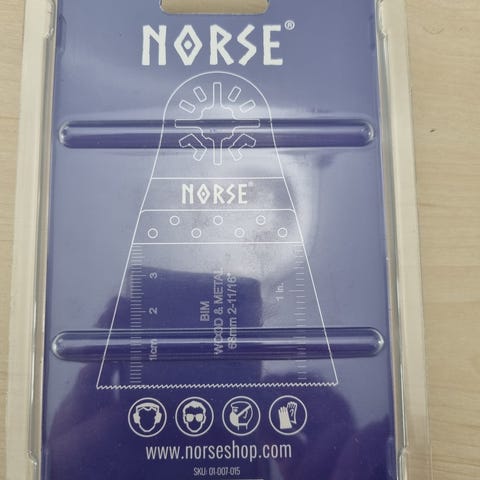 NORSE®
NORSE®
3
2
1cm
BIM
WOOD & METAL
68mm 2-11/16"
1 in.
www.norseshop.com
SKU: 01-007-015